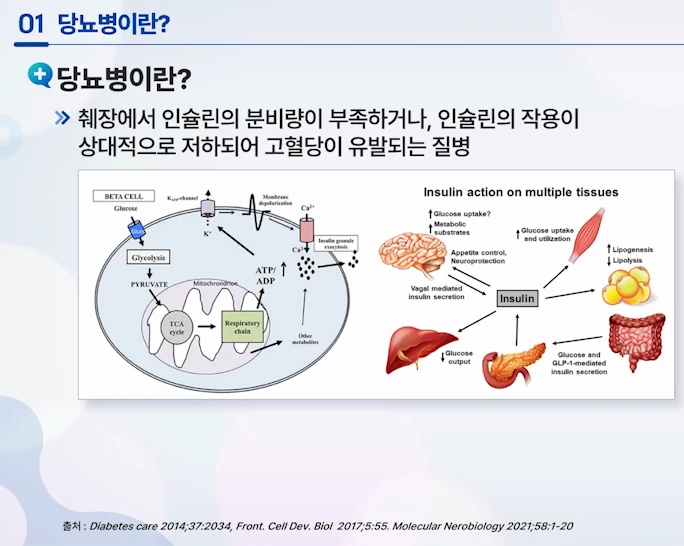 01 당뇨병이란?
당뇨병이란?
췌장에서 인슐린의 분비량이 부족하거나, 인슐린의 작용이
상대적으로 저하되어 고혈당이 유발되는 질병
BETA CELL
Glucose
Glut2
Glycolysis
PYRUVATE
Mitochrondrion
TCA
cycle
Respiratory
chain
ATP/
ADP
Other
metabolites
KATP-channel
K+
Membrane
depolarization
Ca2+
Ca2+
Insulin granule
exocytosis
Insulin action on multiple tissues
Glucose uptake?
Metabolic
substrates
Appetite control,
Neuroprotection
Vagal mediated
insulin secretion
Glucose uptake
and utilization
Lipogenesis
Lipolysis
Insulin
Glucose
output
Glucose and
GLP-1-mediated
insulin secretion
출처 : Diabetes care 2014;37:2034, Front. Cell Dev. Biol 2017;5:55. Molecular Nerobiology 2021;58:1-20